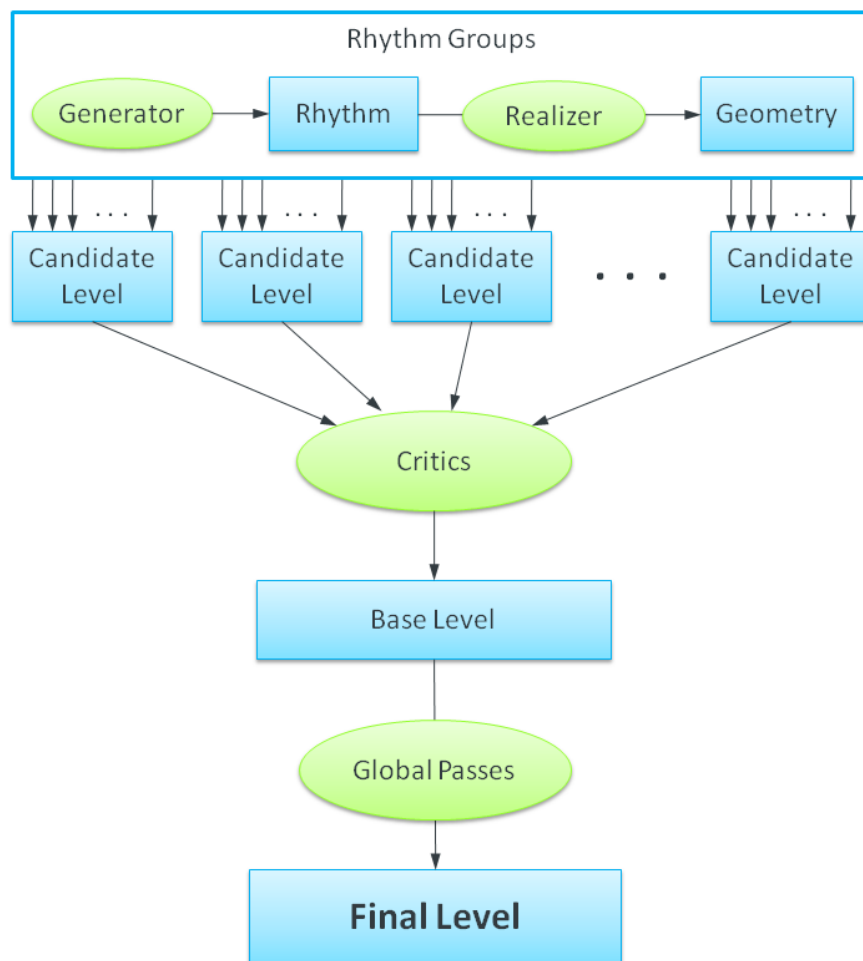 Rhythm Groups
Generator
Rhythm
Realizer
Geometry
. . .
. . .
. . .
. . .
Candidate
Level
Candidate
Level
Candidate
Level
. . .
Candidate
Level
Critics
Base Level
Global Passes
Final Level